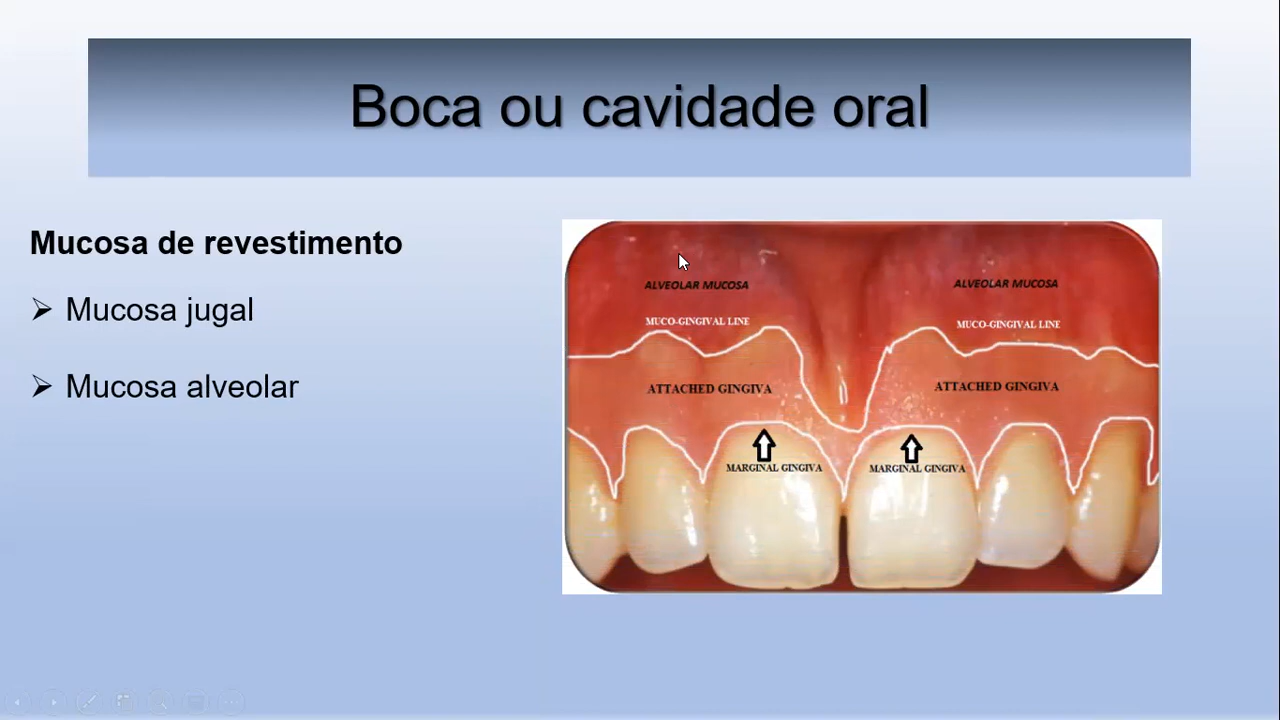 Boca ou cavidade oral
Mucosa de revestimento
Mucosa jugal
Mucosa alveolar
ALVEOLAR MUCOSA
ALVEOLAR MUCOSA
MUCO-GINGIVAL LINE
MUCO-GINGIVAL LINE
ATTACHED GINGIVA
ATTACHED GINGIVA
MARGINAL GINGIVA
MARGINAL GINGIVA